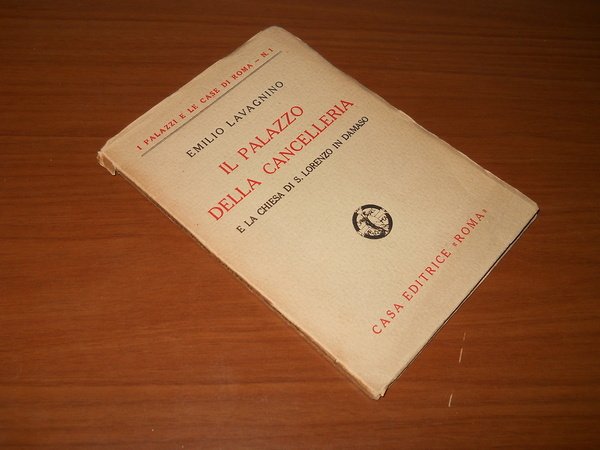 I PALAZZI E LE CASE DI ROMA — N. 1
EMILIO LAVAGNINO
IL PALAZZO
DELLA CANCELLERIA
E LA CHIESA DI S. LORENZO IN DAMASO
CASA EDITRICE «ROMA»